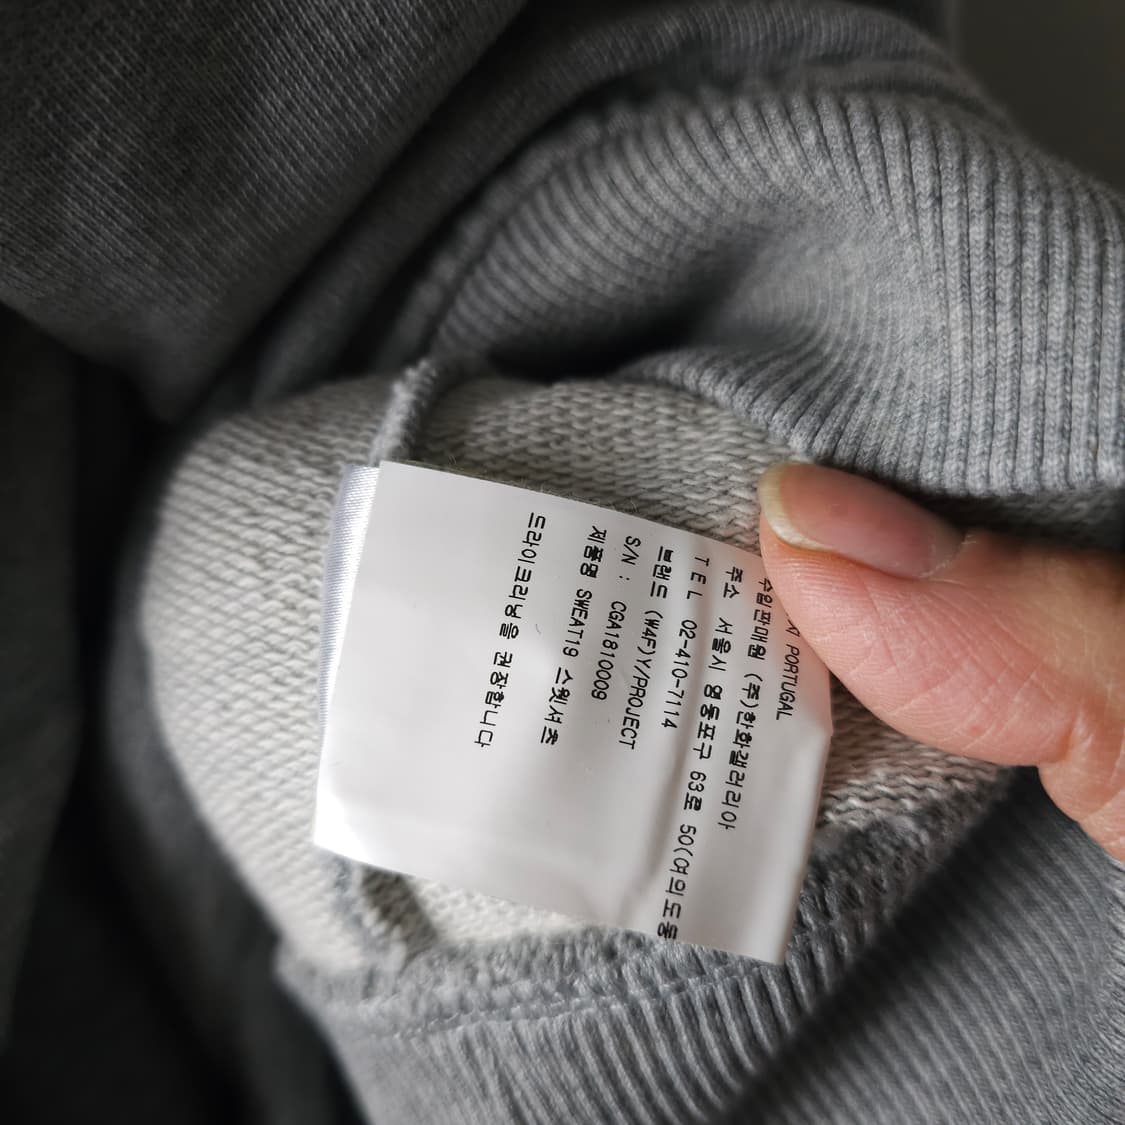 PORTUGAL
수입판매원 (주)한화갤러리아
주소 서울시 영등포구 63로 50(여의도동
TEL 02-410-7114
브랜드 (W4F)Y/PROJECT
S/N : CGA1810009
제품명 SWEAT19 스웻셔츠
드라이크리닝을 권장합니다